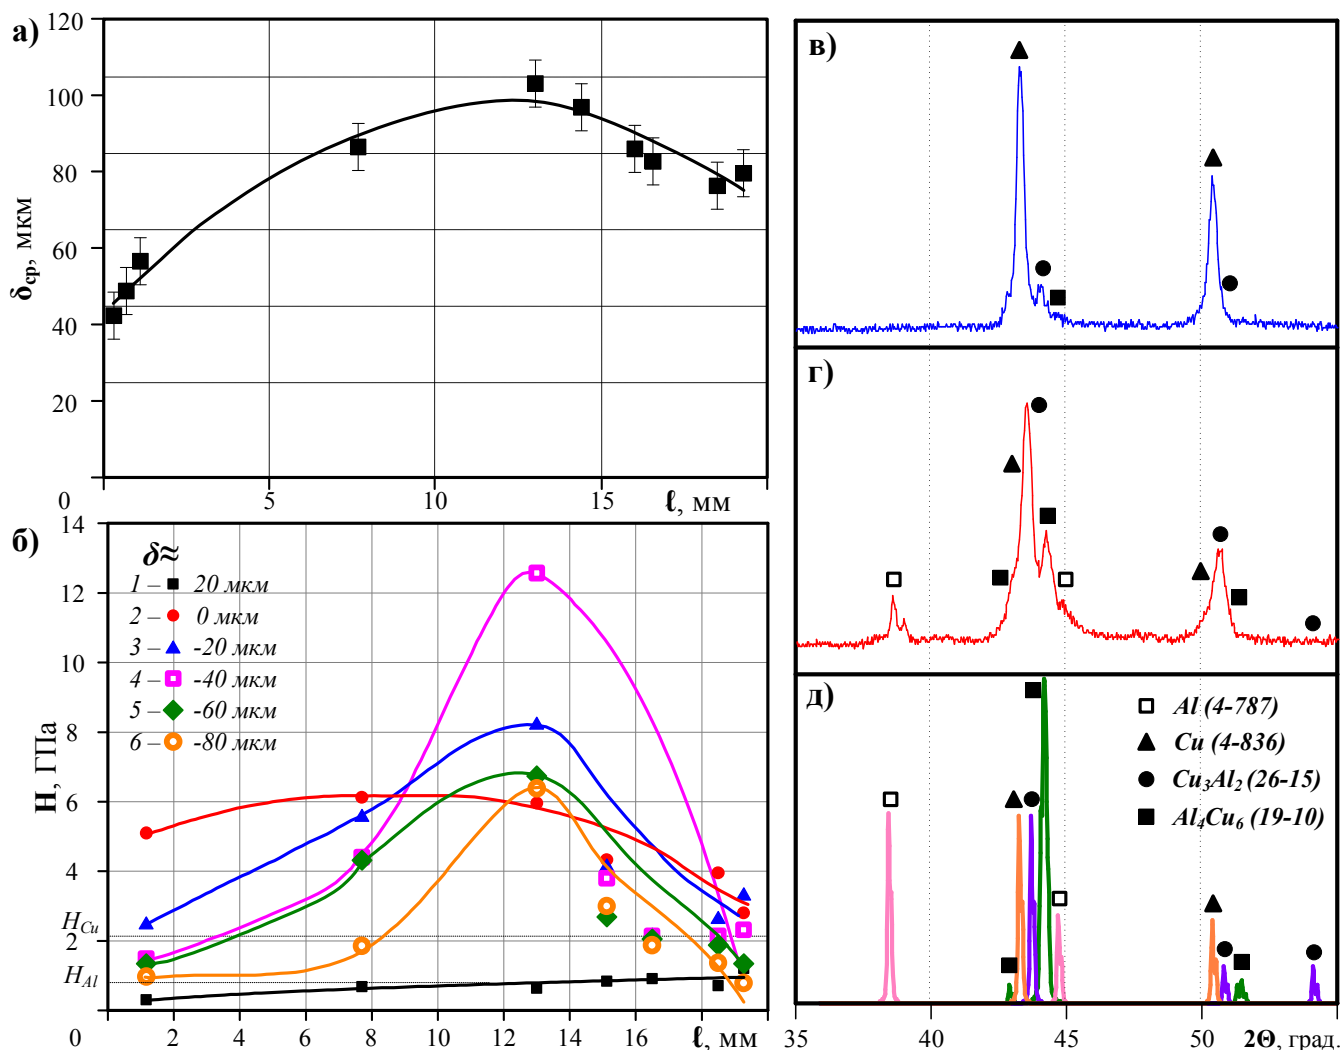 а)
120
100
80
60
40
20
0
5
10
15
ℓ, мм
δср, мкм
б)
14
12
10
8
6
4
2
HCu
HAl
H, ГПа
δ≈
1 – 20 мкм
2 – 0 мкм
3 – -20 мкм
4 – -40 мкм
5 – -60 мкм
6 – -80 мкм
0
2
4
6
8
10
12
14
16
ℓ, мм
в)
г)
д)
Al (4-787)
Cu (4-836)
Cu3Al2 (26-15)
Al4Cu6 (19-10)
35
40
45
50
2Θ, град.